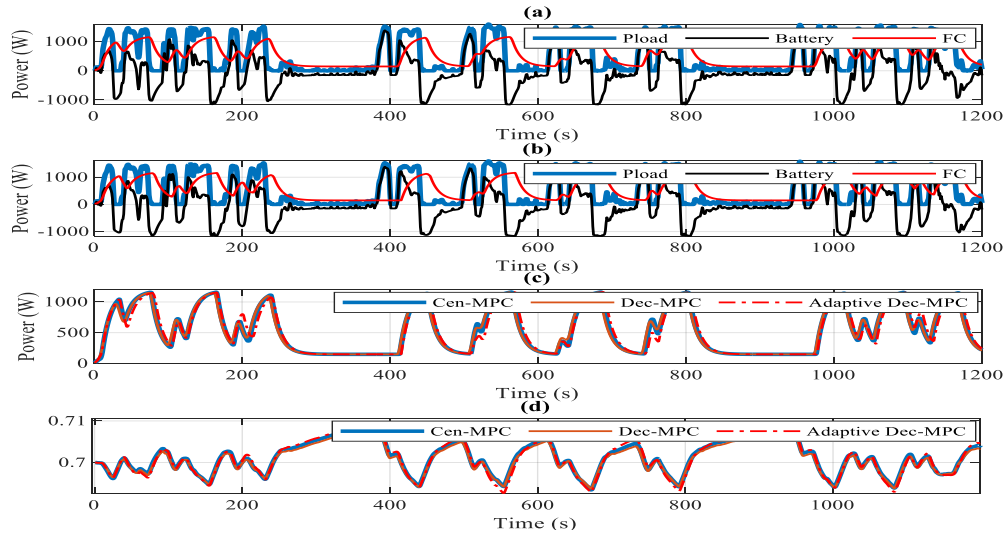 (a)
1000
0
-1000
Power (W)
Pload Battery FC
0 200 400 600 800 1000 1200
Time (s)
(b)
1000
0
-1000
Power (W)
Pload Battery FC
0 200 400 600 800 1000 1200
Time (s)
(c)
1000
500
0
Power (W)
Cen-MPC Dec-MPC Adaptive Dec-MPC
0 200 400 600 800 1000 1200
Time (s)
(d)
0.71
0.7
Cen-MPC Dec-MPC Adaptive Dec-MPC
0 200 400 600 800 1000
Time (s)